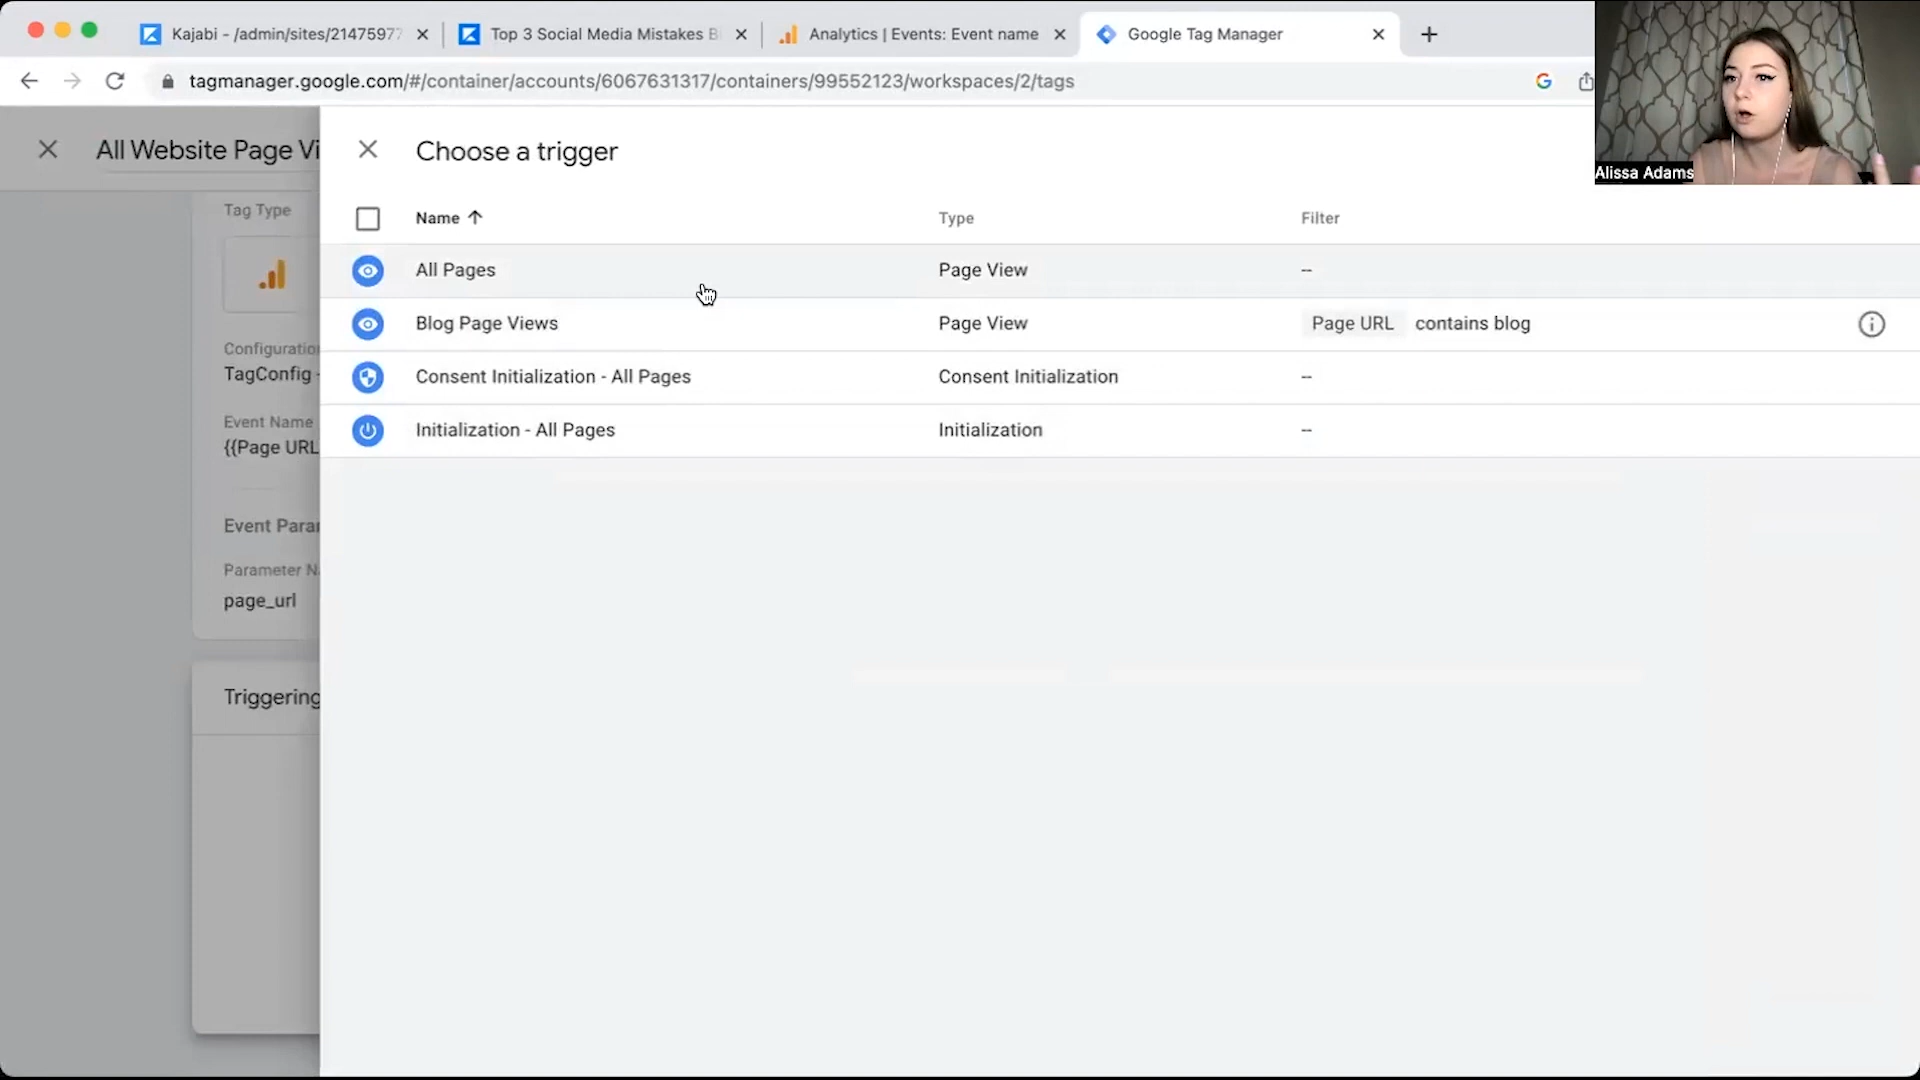 Kajabi - /admin/sites/21475977
Top 3 Social Media Mistakes B
Analytics | Events: Event name
Google Tag Manager
tagmanager.google.com/#/container/accounts/6067631317/containers/99552123/workspaces/2/tags
Alissa Adams
All Website Page Vi
Choose a trigger
Tag Type
Name Type Filter
All Pages Page View --
Blog Page Views Page View Page URL contains blog
Consent Initialization - All Pages Consent Initialization --
Initialization - All Pages Initialization --
Configuratio
TagConfig -
Event Name
{{Page URL
Event Parar
Parameter N
page_url
Triggering